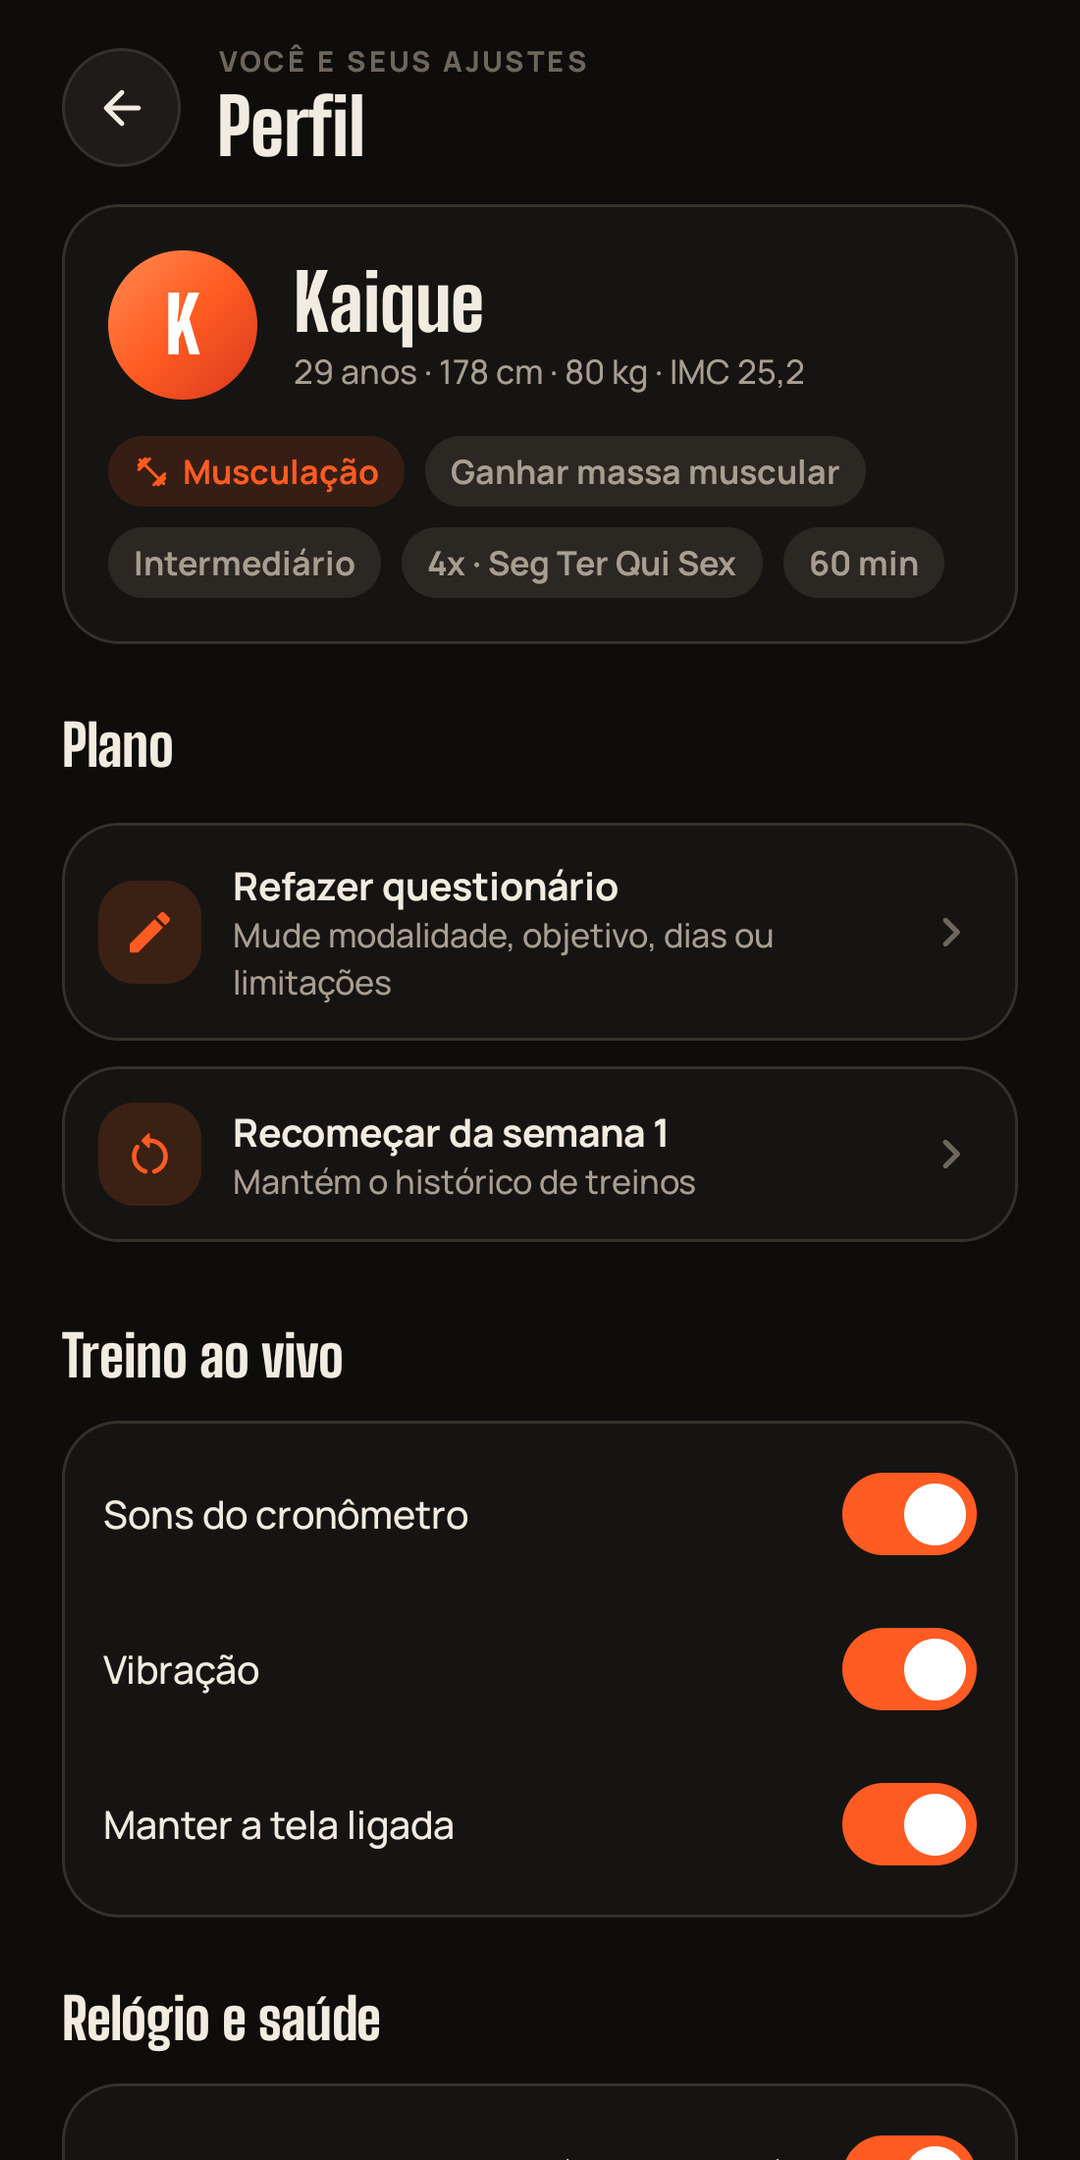 VOCÊ E SEUS AJUSTES
Perfil
K
Kaique
29 anos · 178 cm · 80 kg · IMC 25,2
Musculação
Ganhar massa muscular
Intermediário
4x · Seg Ter Qui Sex
60 min
Plano
Refazer questionário
Mude modalidade, objetivo, dias ou
limitações
Recomeçar da semana 1
Mantém o histórico de treinos
Treino ao vivo
Sons do cronômetro
Vibração
Manter a tela ligada
Relógio e saúde